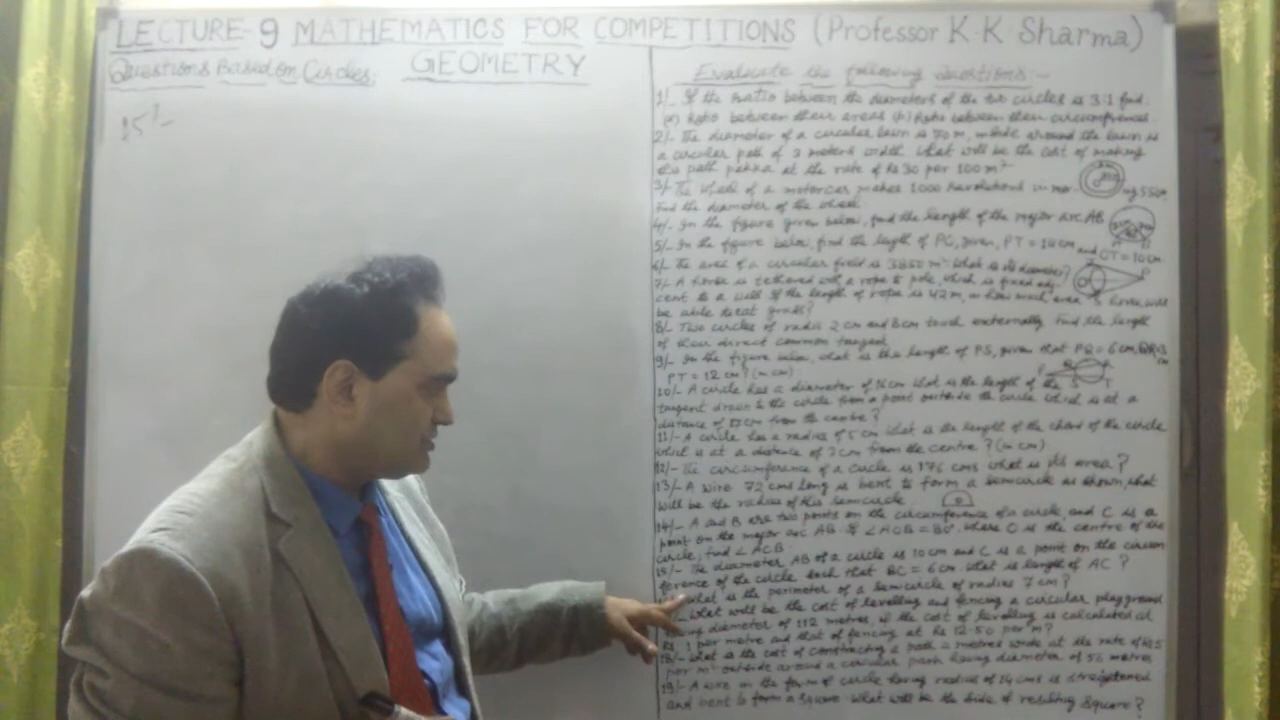 LECTURE-9 MATHEMATICS FOR COMPETITIONS (Professor K.K Sharma)
Questions Based on Circles;
GEOMETRY
15/-
Evaluate the following questions:-
1/- If the ratio between the diameters of the two circles is 3:1 find.
(a) Ratio between their areas (b) Ratio between their circumferences.
2/- The diameter of a circular lawn is 70 m, around the lawn is
a circular path of 3 meters width. What will be the cost of making
this path pakka at the rate of Rs 30 per 100 m²
3/- The wheel of a motorcar makes 1000 Revolutions in
Find the diameter of the wheel.
4/- In the figure given below, find the length of the major arc AB
5/- In the figure below, find the length of PC, given, PT = 14 cm and OT = 10 cm.
6/- The area of a circular field is 3850 m². What is its diameter?
7/- A horse is tethered with a rope to pole, which is fixed adj-
cent to a wall. If the length of rope is 42 m, in how much area horse will
be able to eat grass?
8/- Two circles of radii 2 cm and 8 cm touch externally. Find the length
of their direct common tangent
9/- In the figure below, what is the length of PS, given that PQ = 6 cm, QR=3 cm
PT = 12 cm? (in cm)
10/- A circle has a diameter of 16 cm. What is the length of the
tangent drawn to the circle from a point outside the circle which is at a
distance of cm from the centre?
11/- A circle has a radius of 5 cm what is the length of the chord of the circle
which is at a distance of 3 cm from the centre? (in cm)
12/- The circumference of a circle is 176 cms what is its area?
13/- A wire 72 cms long is bent to form a semicircle as shown, what
will be the radius of this semicircle
14/- A and B are two points on the circumference of a circle and C is a
point on the major arc AB. If ∠AOB = 80°. where O is the centre of the
circle, find ∠ACB.
15/- The diameter AB of a circle is 10 cm and C is a point on the circum
ference of the circle such that BC = 6 cm. What is length of AC?
what is the perimeter of a semicircle of radius 7 cm?
What will be the cost of levelling and fencing a circular playground
diameter of 112 metres, if the cost of levelling is calculated at
Rs. 1 per metre and that of fencing at Rs 12.50 per m?
18/- What is the cost of constructing a path 2 metres wide at the rate of Rs 5
per m² outside around a circular park having diameter of 56 metres
19/- A wire in the form of circle having radius of 14 cms is straightened
and bent to form a square. What will be the side of resulting square?